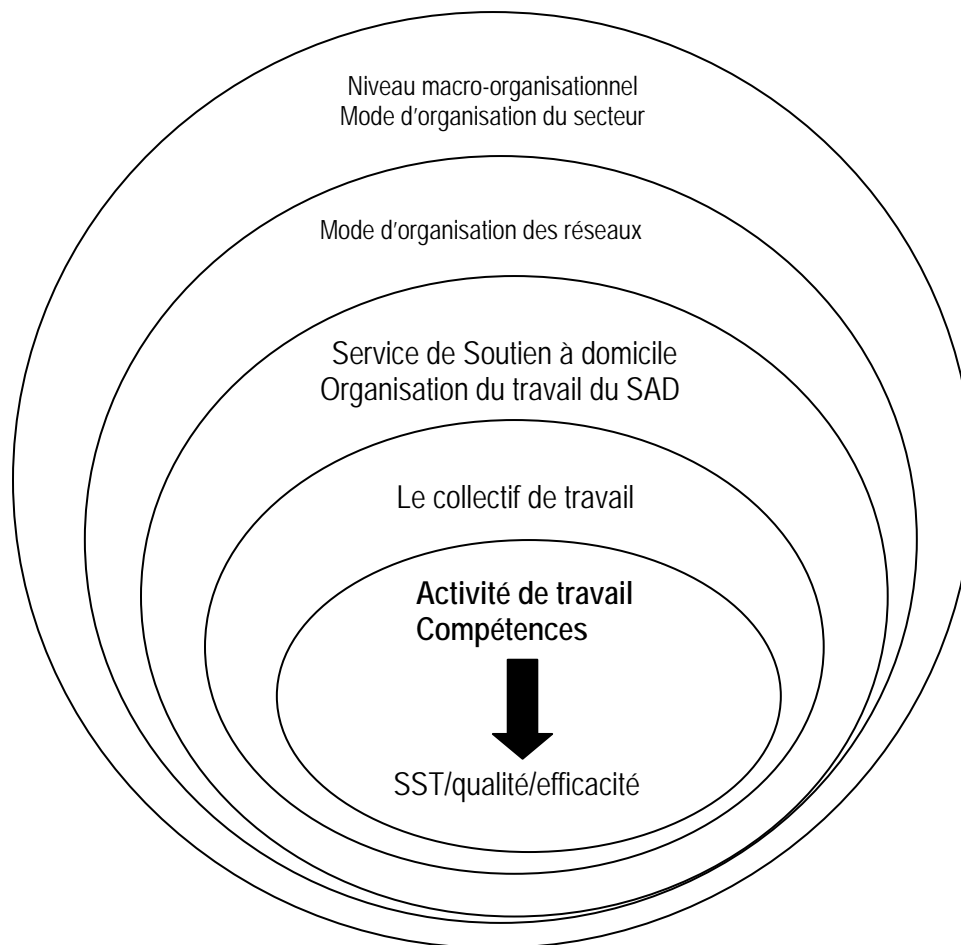 Niveau macro-organisationnel
Mode d'organisation du secteur
Mode d'organisation des réseaux
Service de Soutien à domicile
Organisation du travail du SAD
Le collectif de travail
Activité de travail
Compétences
SST/qualité/efficacité